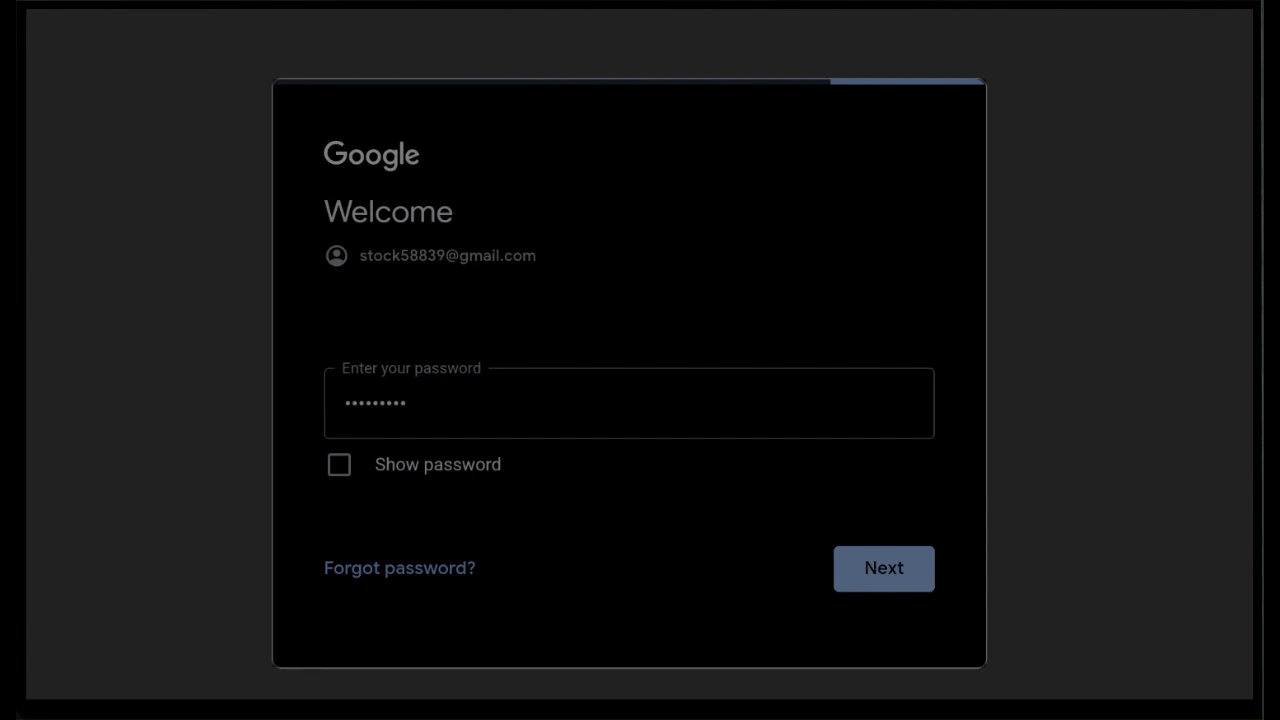 Google
Welcome
stock58839@gmail.com
Enter your password
•••••••••
Show password
Forgot password?
Next